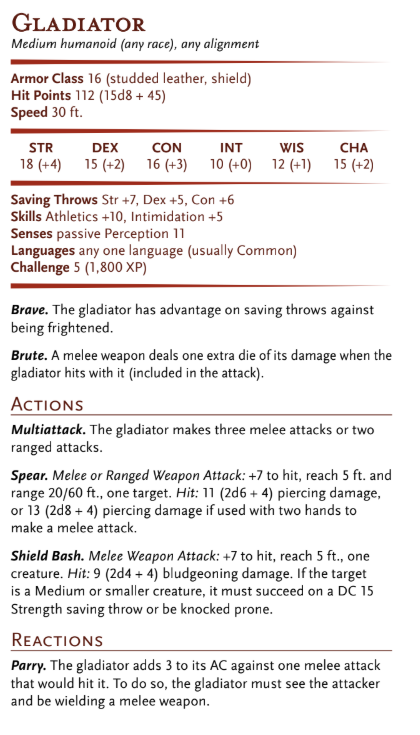 GLADIATOR
Medium humanoid (any race), any alignment
Armor Class 16 (studded leather, shield)
Hit Points 112 (15d8 + 45)
Speed 30 ft.
STR DEX CON INT WIS CHA
18 (+4) 15 (+2) 16 (+3) 10 (+0) 12 (+1) 15 (+2)
Saving Throws Str +7, Dex +5, Con +6
Skills Athletics +10, Intimidation +5
Senses passive Perception 11
Languages any one language (usually Common)
Challenge 5 (1,800 XP)
Brave. The gladiator has advantage on saving throws against
being frightened.
Brute. A melee weapon deals one extra die of its damage when the
gladiator hits with it (included in the attack).
ACTIONS
Multiattack. The gladiator makes three melee attacks or two
ranged attacks.
Spear. Melee or Ranged Weapon Attack: +7 to hit, reach 5 ft. and
range 20/60 ft., one target. Hit: 11 (2d6 + 4) piercing damage,
or 13 (2d8 + 4) piercing damage if used with two hands to
make a melee attack.
Shield Bash. Melee Weapon Attack: +7 to hit, reach 5 ft., one
creature. Hit: 9 (2d4 + 4) bludgeoning damage. If the target
is a Medium or smaller creature, it must succeed on a DC 15
Strength saving throw or be knocked prone.
REACTIONS
Parry. The gladiator adds 3 to its AC against one melee attack
that would hit it. To do so, the gladiator must see the attacker
and be wielding a melee weapon.